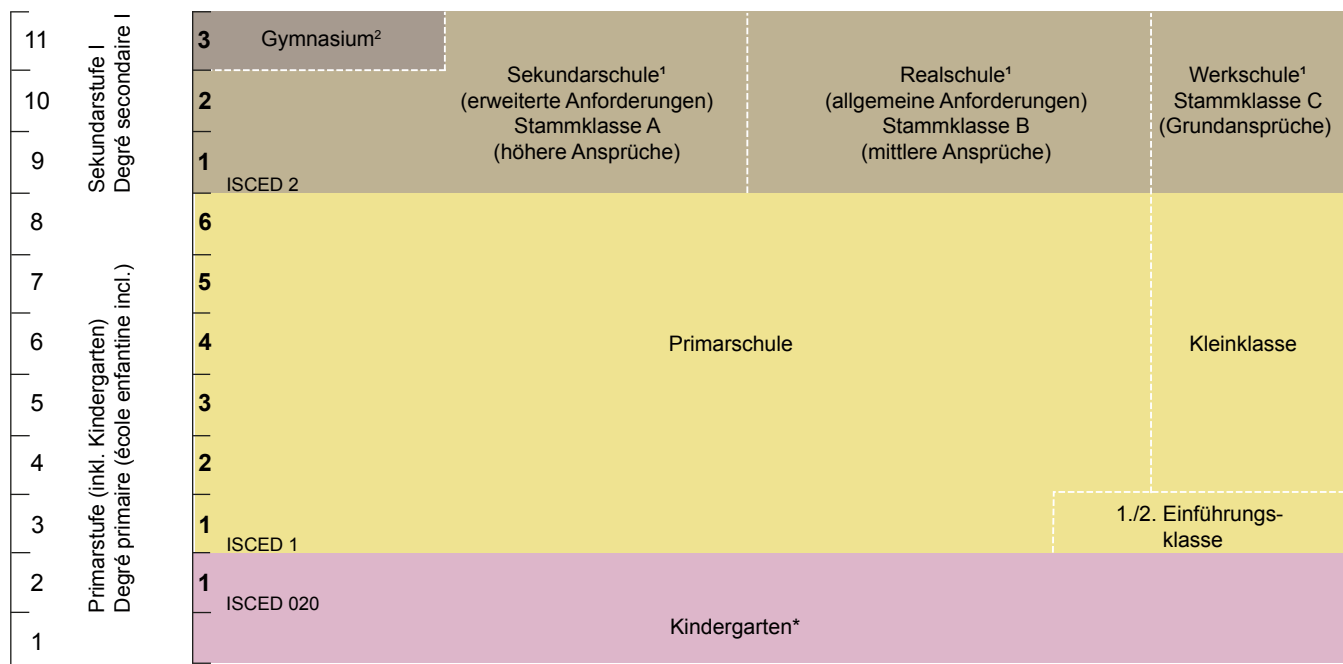 11
10
9
8
7
6
5
4
3
2
1
Sekundarstufe I
Degré secondaire I
Primarstufe (inkl. Kindergarten)
Degré primaire (école enfantine incl.)
3
2
1
6
5
4
3
2
1
1
Gymnasium²
Sekundarschule¹
(erweiterte Anforderungen)
Stammklasse A
(höhere Ansprüche)
Realschule¹
(allgemeine Anforderungen)
Stammklasse B
(mittlere Ansprüche)
Werkschule¹
Stammklasse C
(Grundansprüche)
ISCED 2
Primarschule
Kleinklasse
1./2. Einführungs-
klasse
ISCED 1
ISCED 020
Kindergarten*